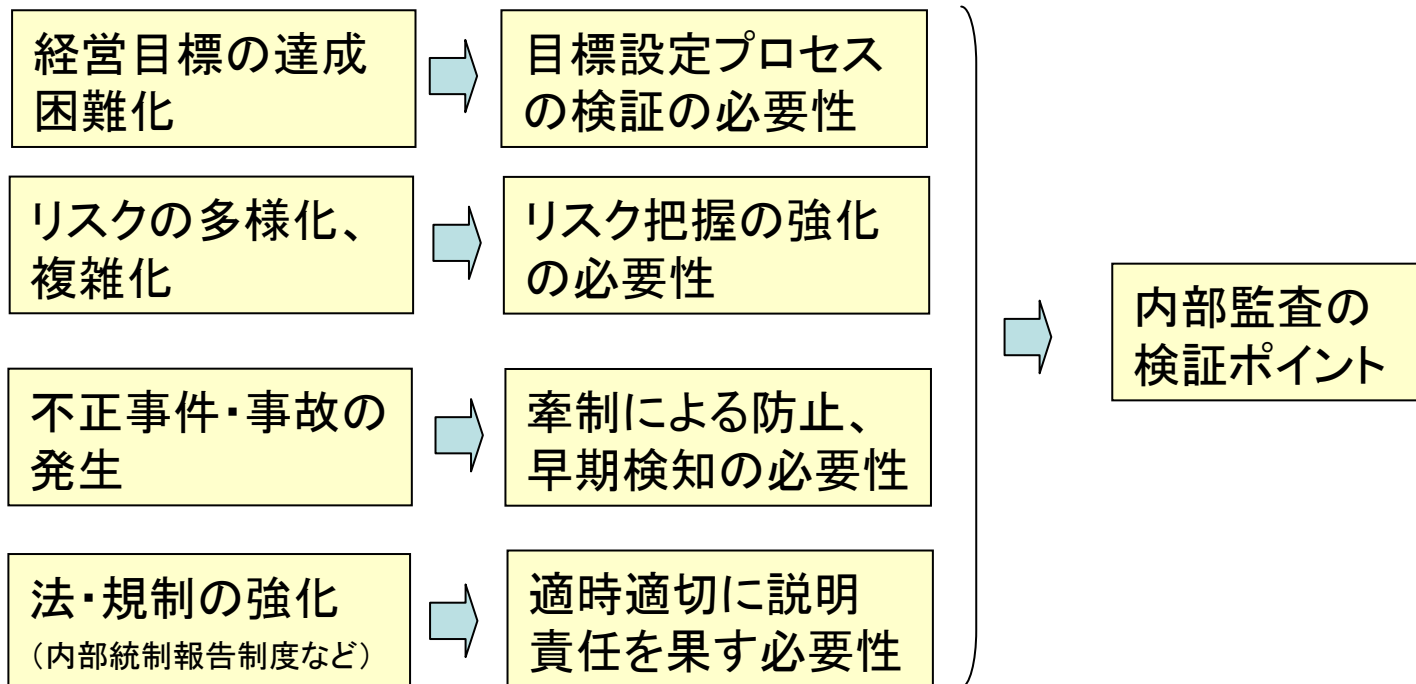 経営目標の達成
困難化
目標設定プロセス
の検証の必要性
リスクの多様化、
複雑化
リスク把握の強化
の必要性
不正事件・事故の
発生
牽制による防止、
早期検知の必要性
法・規制の強化
（内部統制報告制度など）
適時適切に説明
責任を果す必要性
内部監査の
検証ポイント